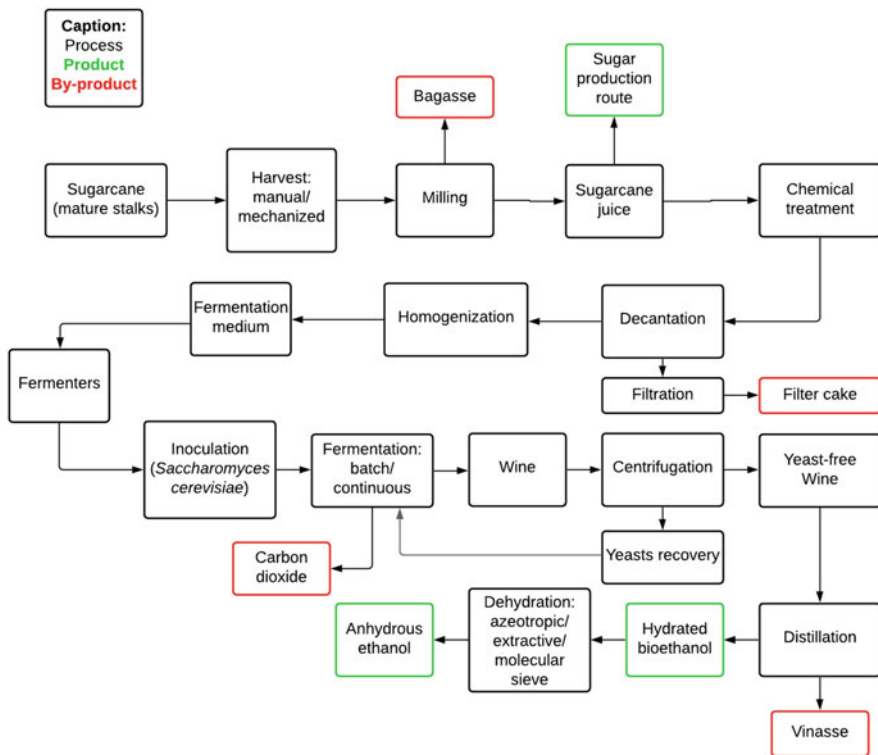 Caption:
Process
Product
By-product
Bagasse
Sugar
production
route
Sugarcane
(mature stalks)
Harvest:
manual/
mechanized
Milling
Sugarcane
juice
Chemical
treatment
Fermentation
medium
Homogenization
Decantation
Fermenters
Filtration
Filter cake
Inoculation
(Saccharomyces
cerevisiae)
Fermentation:
batch/
continuous
Wine
Centrifugation
Yeast-free
Wine
Carbon
dioxide
Yeasts recovery
Anhydrous
ethanol
Dehydration:
azeotropic/
extractive/
molecular
sieve
Hydrated
bioethanol
Distillation
Vinasse